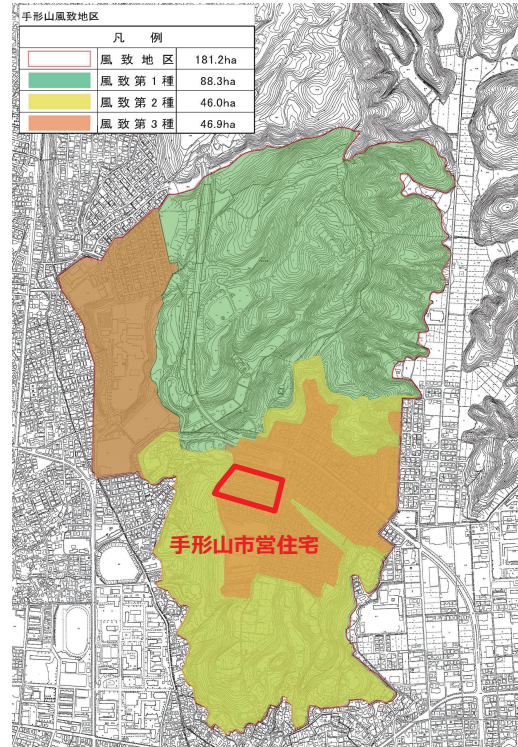 手形山風致地区
凡 例
風 致 地 区 181.2ha
風 致 第 1 種 88.3ha
風 致 第 2 種 46.0ha
風 致 第 3 種 46.9ha
手形山市営住宅